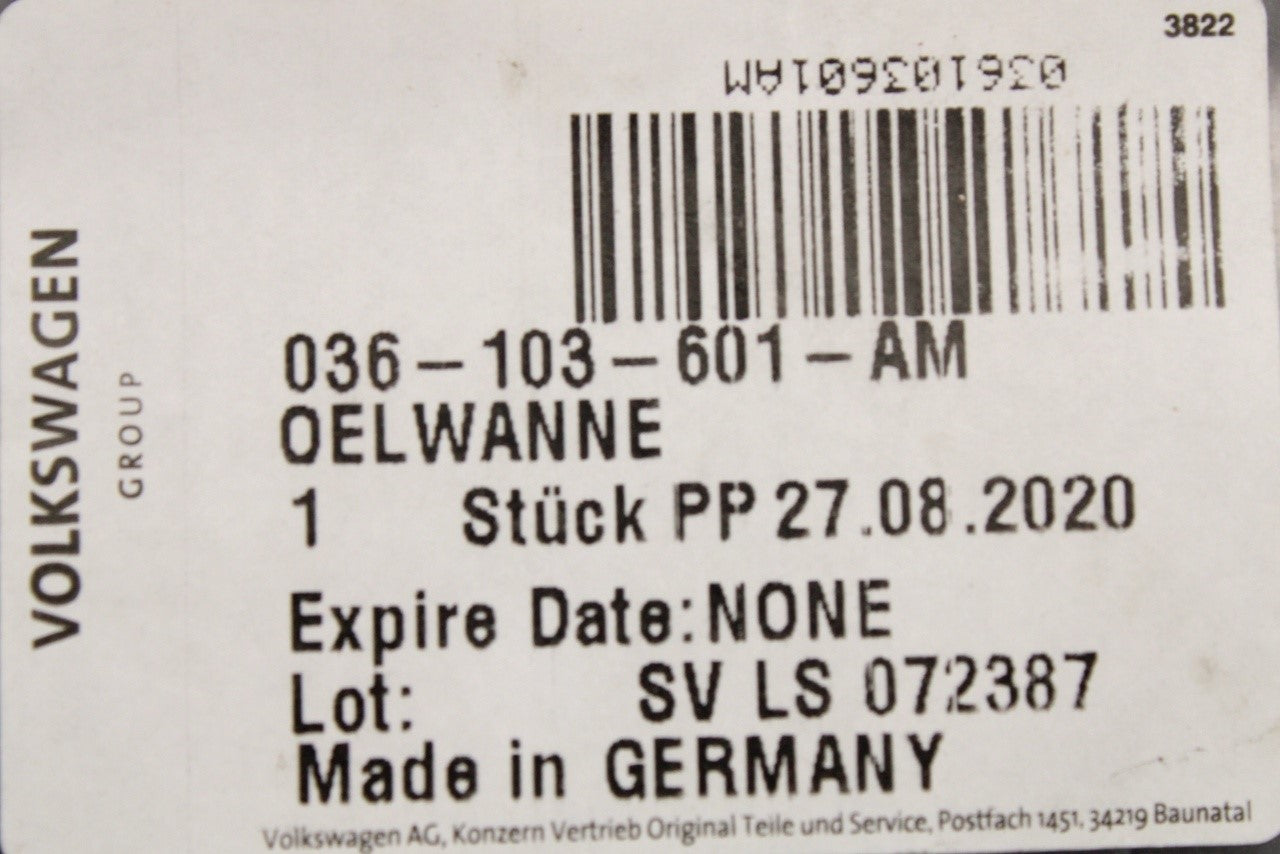 3822
036103601AM
036-103-601-AM
OELWANNE
1 Stück PP 27.08.2020
Expire Date:NONE
Lot: SV LS 072387
Made in GERMANY
Volkswagen AG, Konzern Vertrieb Original Teile und Service, Postfach 1451, 34219 Baunatal
VOLKSWAGEN
GROUP